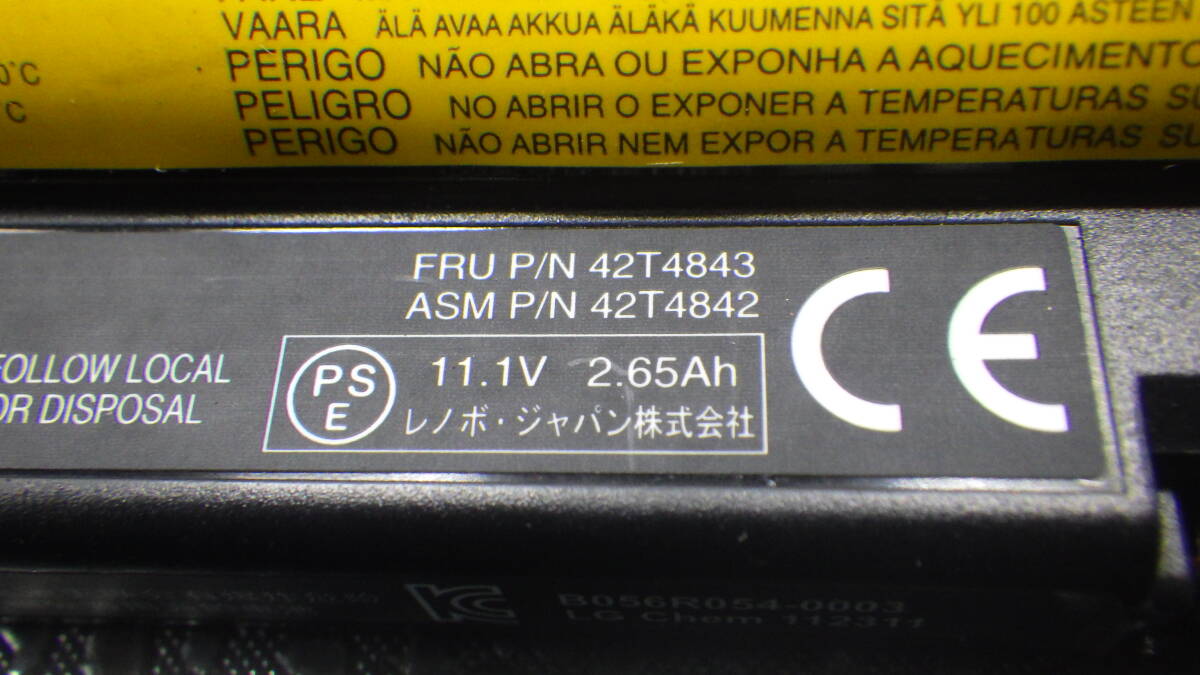 VAARA ÄLÄ AVAA AKKUA ÄLÄKÄ KUUMENNA SITÄ YLI 100 ASTEEN
0°C PERIGO NÃO ABRA OU EXPONHA A AQUECIMENTO
°C PELIGRO NO ABRIR O EXPONER A TEMPERATURAS SU
PERIGO NÃO ABRIR NEM EXPOR A TEMPERATURAS SU
FRU P/N 42T4843
ASM P/N 42T4842
FOLLOW LOCAL
OR DISPOSAL
PS
E
11.1V 2.65Ah
レノボ・ジャパン株式会社
CE
B056R054-0003
LG Chem 112311